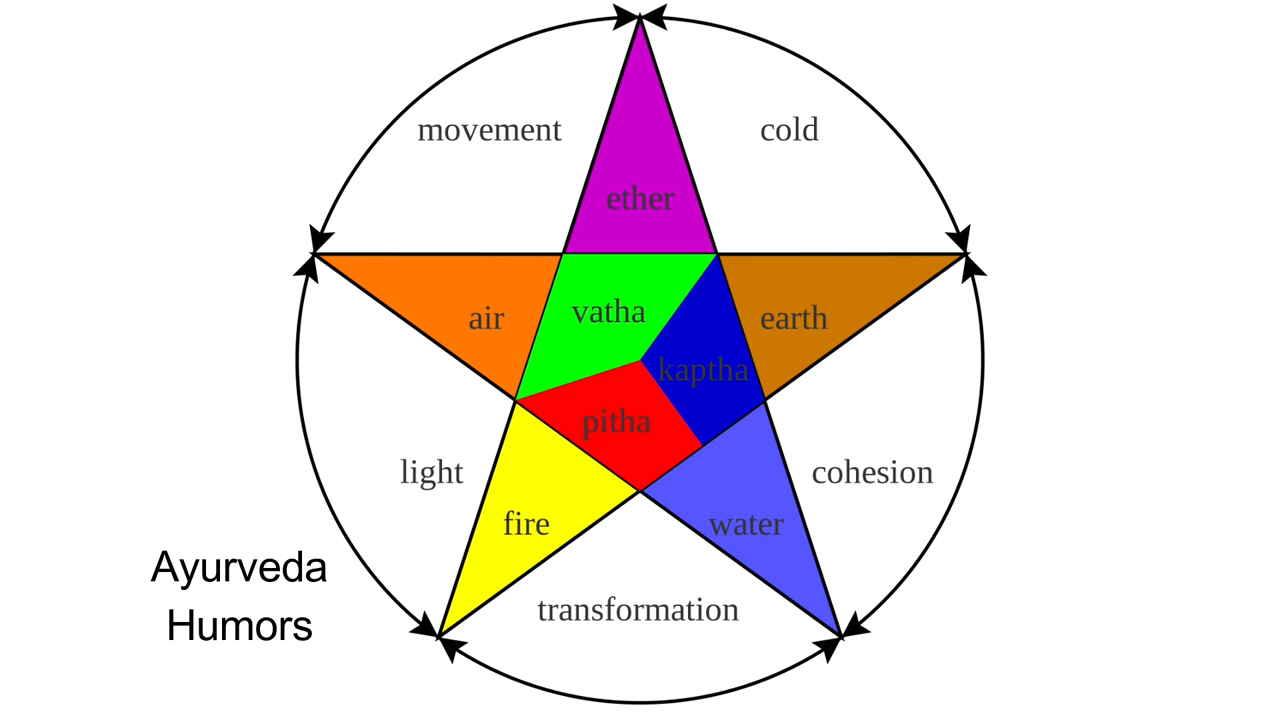 movement
cold
ether
vatha
air
earth
kaptha
pitha
light
cohesion
fire
water
Ayurveda
Humors
transformation